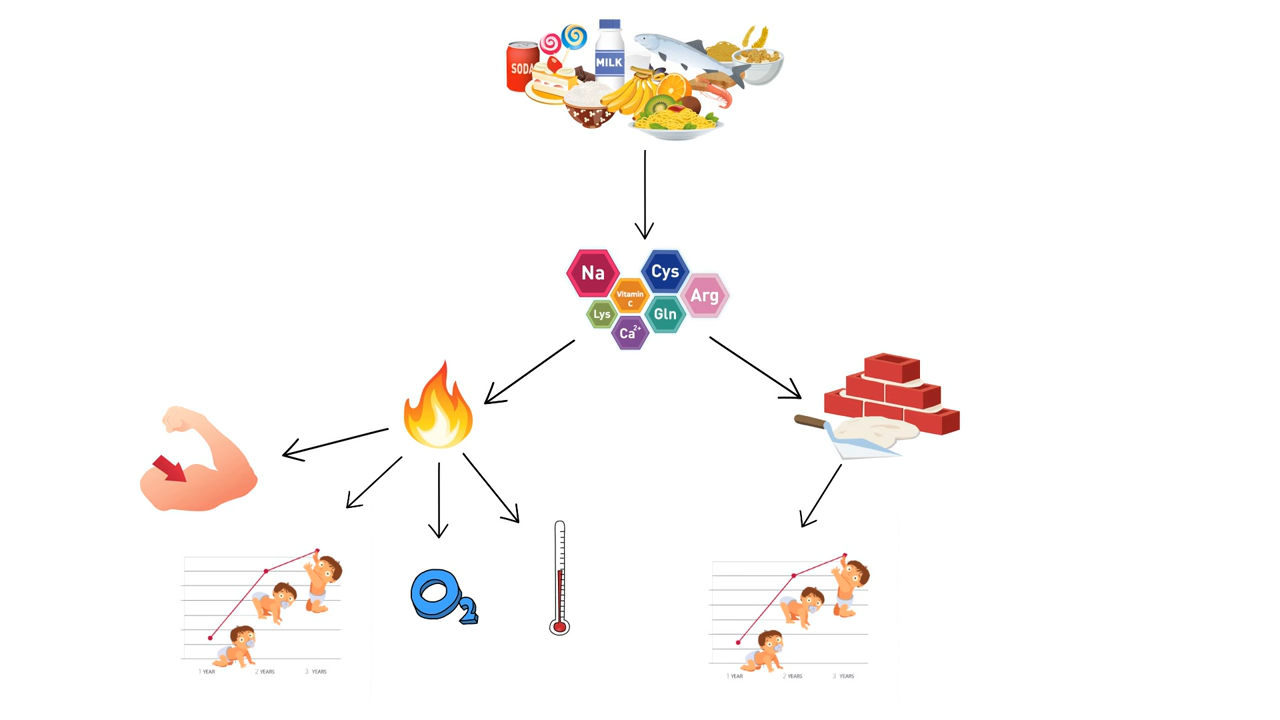 SODA
MILK
Na
Cys
Vitamin
C
Arg
Lys
Gln
Ca2+
O2
1 YEAR 2 YEARS 3 YEARS
1 YEAR 2 YEARS 3 YEARS